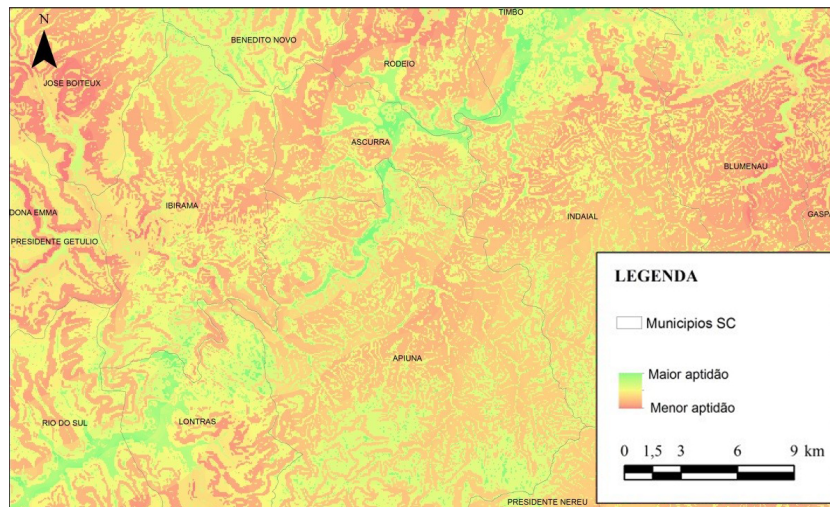 N
TIMBO
BENEDITO NOVO
RODEIO
JOSE BOITEUX
ASCURRA
BLUMENAU
IBIRAMA
DONA EMMA
INDAIAL
GASPA
PRESIDENTE GETULIO
LEGENDA
Municipios SC
Maior aptidão
Menor aptidão
APIUNA
RIO DO SUL
LONTRAS
0 1,5 3 6 9 km
PRESIDENTE NEREU